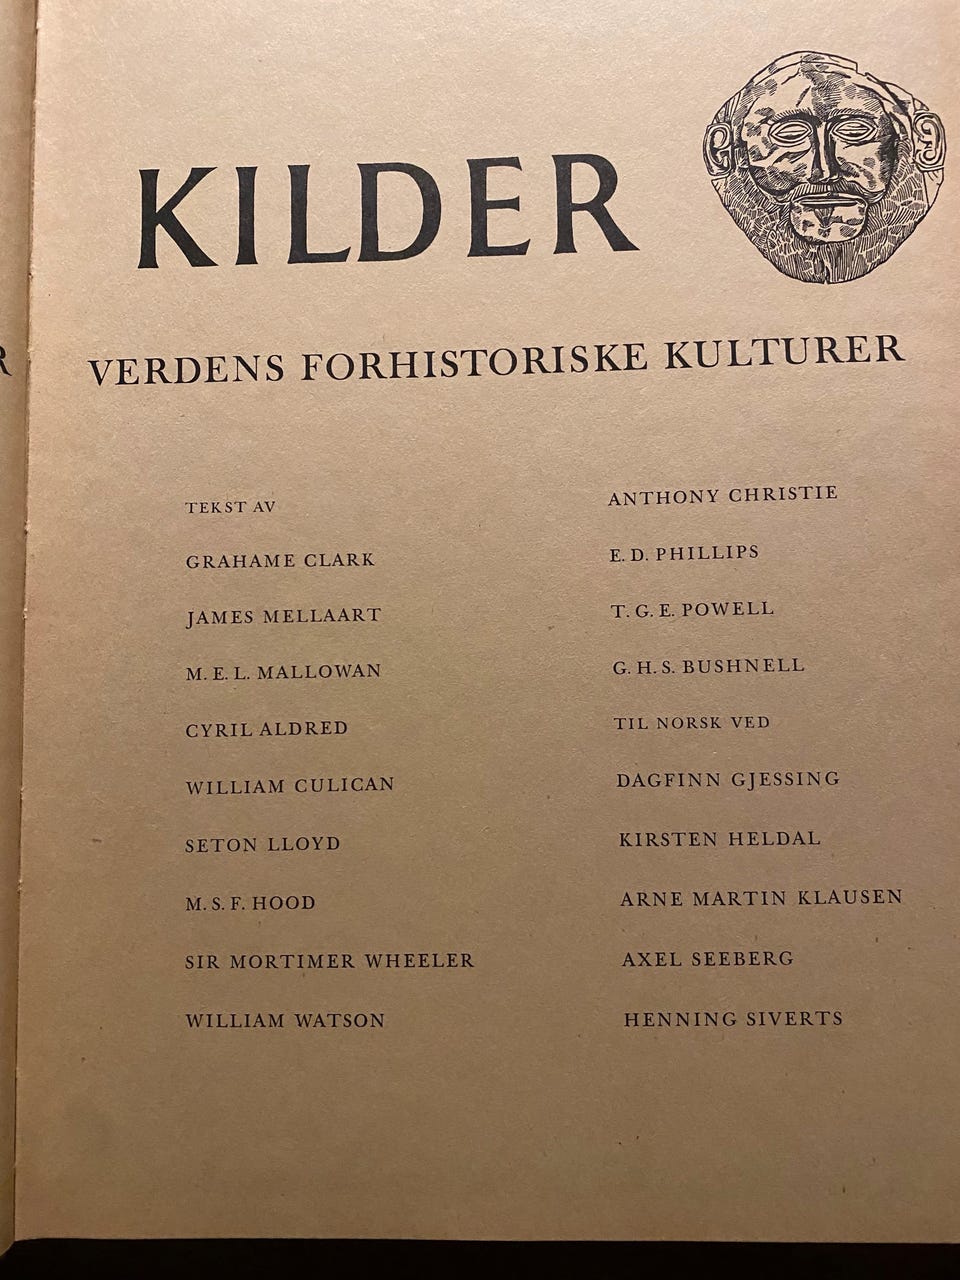 KILDER
VERDENS FORHISTORISKE KULTURER
TEKST AV
GRAHAME CLARK
JAMES MELLAART
M. E. L. MALLOWAN
CYRIL ALDRED
WILLIAM CULICAN
SETON LLOYD
M. S. F. HOOD
SIR MORTIMER WHEELER
WILLIAM WATSON
ANTHONY CHRISTIE
E. D. PHILLIPS
T. G. E. POWELL
G. H. S. BUSHNELL
TIL NORSK VED
DAGFINN GJESSING
KIRSTEN HELDAL
ARNE MARTIN KLAUSEN
AXEL SEEBERG
HENNING SIVERTS